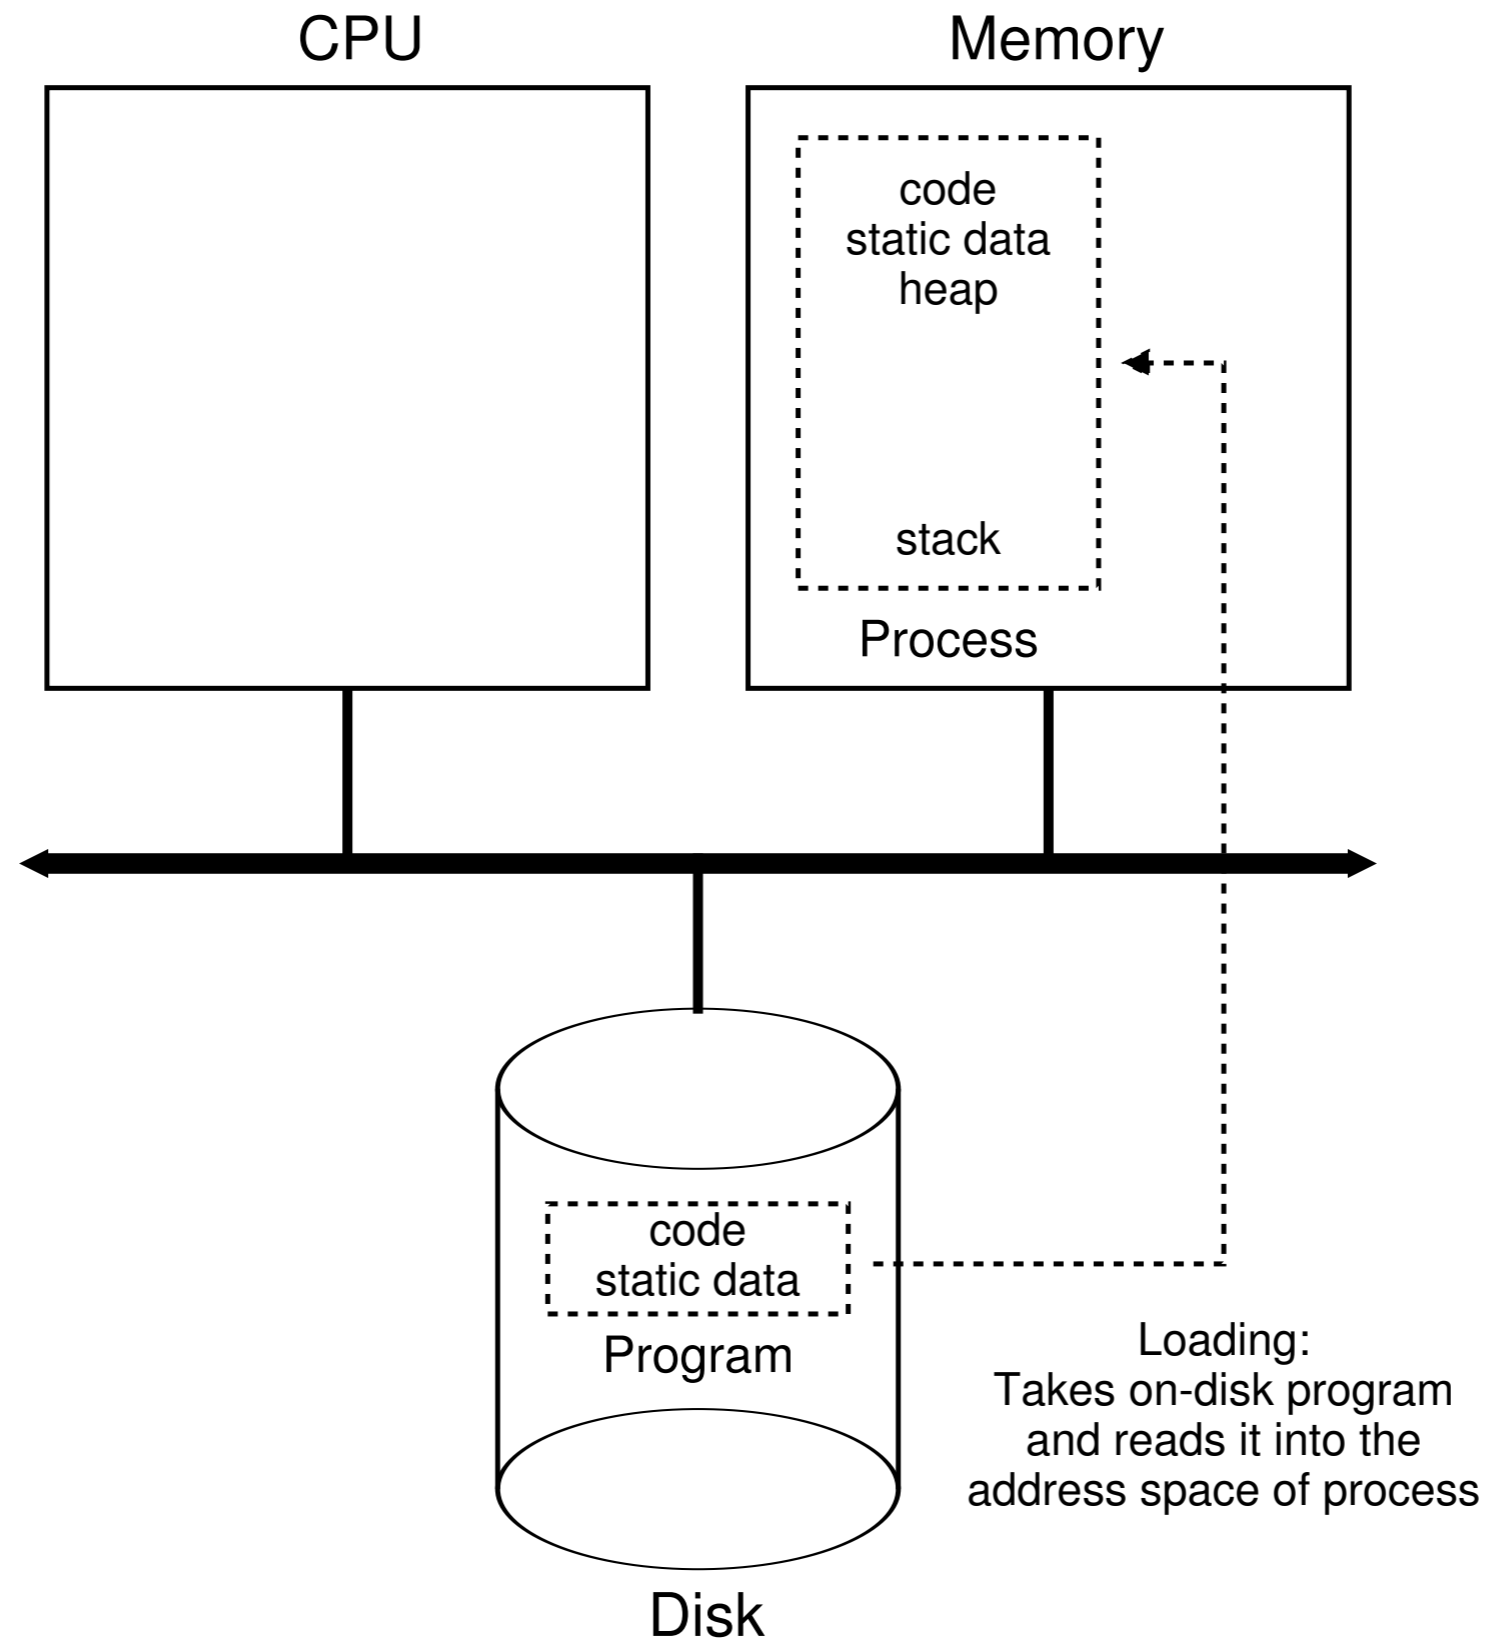 CPU
Memory
code
static data
heap
stack
Process
code
static data
Program
Loading:
Takes on-disk program
and reads it into the
address space of process
Disk